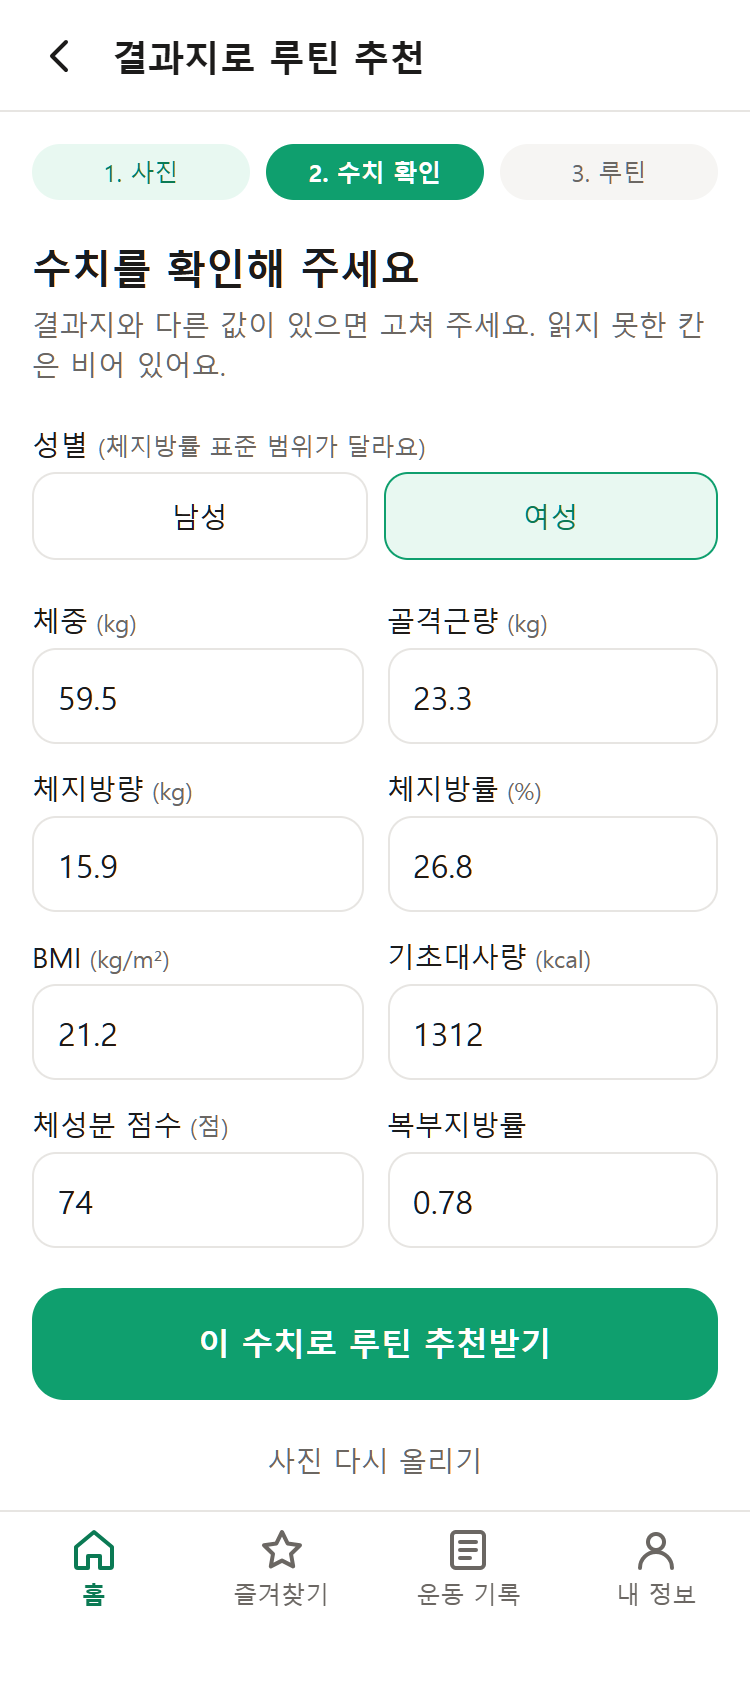 결과지로 루틴 추천
1. 사진
2. 수치 확인
3. 루틴
수치를 확인해 주세요
결과지와 다른 값이 있으면 고쳐 주세요. 읽지 못한 칸
은 비어 있어요.
성별 (체지방률 표준 범위가 달라요)
남성
여성
체중 (kg)
골격근량 (kg)
59.5
23.3
체지방량 (kg)
체지방률 (%)
15.9
26.8
BMI (kg/m²)
기초대사량 (kcal)
21.2
1312
체성분 점수 (점)
복부지방률
74
0.78
이 수치로 루틴 추천받기
사진 다시 올리기
홈
즐겨찾기
운동 기록
내 정보